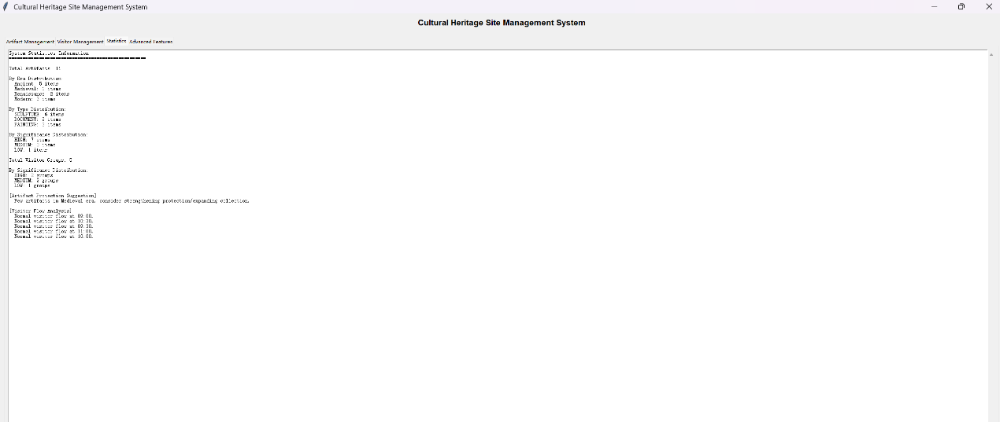 Cultural Heritage Site Management System
Cultural Heritage Site Management System
Artifact Management Visitor Management Statistics Advanced Features
System Statistics Information
==================================================
Total Artifacts: 11
By Era Distribution:
Ancient: 5 items
Medieval: 1 items
Renaissance: 2 items
Modern: 3 items
By Type Distribution:
SCULPTURE: 6 items
DOCUMENT: 2 items
PAINTING: 3 items
By Significance Distribution:
HIGH: 7 items
MEDIUM: 3 items
LOW: 1 items
Total Visitor Groups: 5
By Significance Distribution:
HIGH: 2 groups
MEDIUM: 2 groups
LOW: 1 groups
[Artifact Protection Suggestion]
Few artifacts in Medieval era, consider strengthening protection/expanding collection.
[Visitor Flow Analysis]
Normal visitor flow at 09:00.
Normal visitor flow at 10:30.
Normal visitor flow at 09:30.
Normal visitor flow at 11:00.
Normal visitor flow at 10:00.